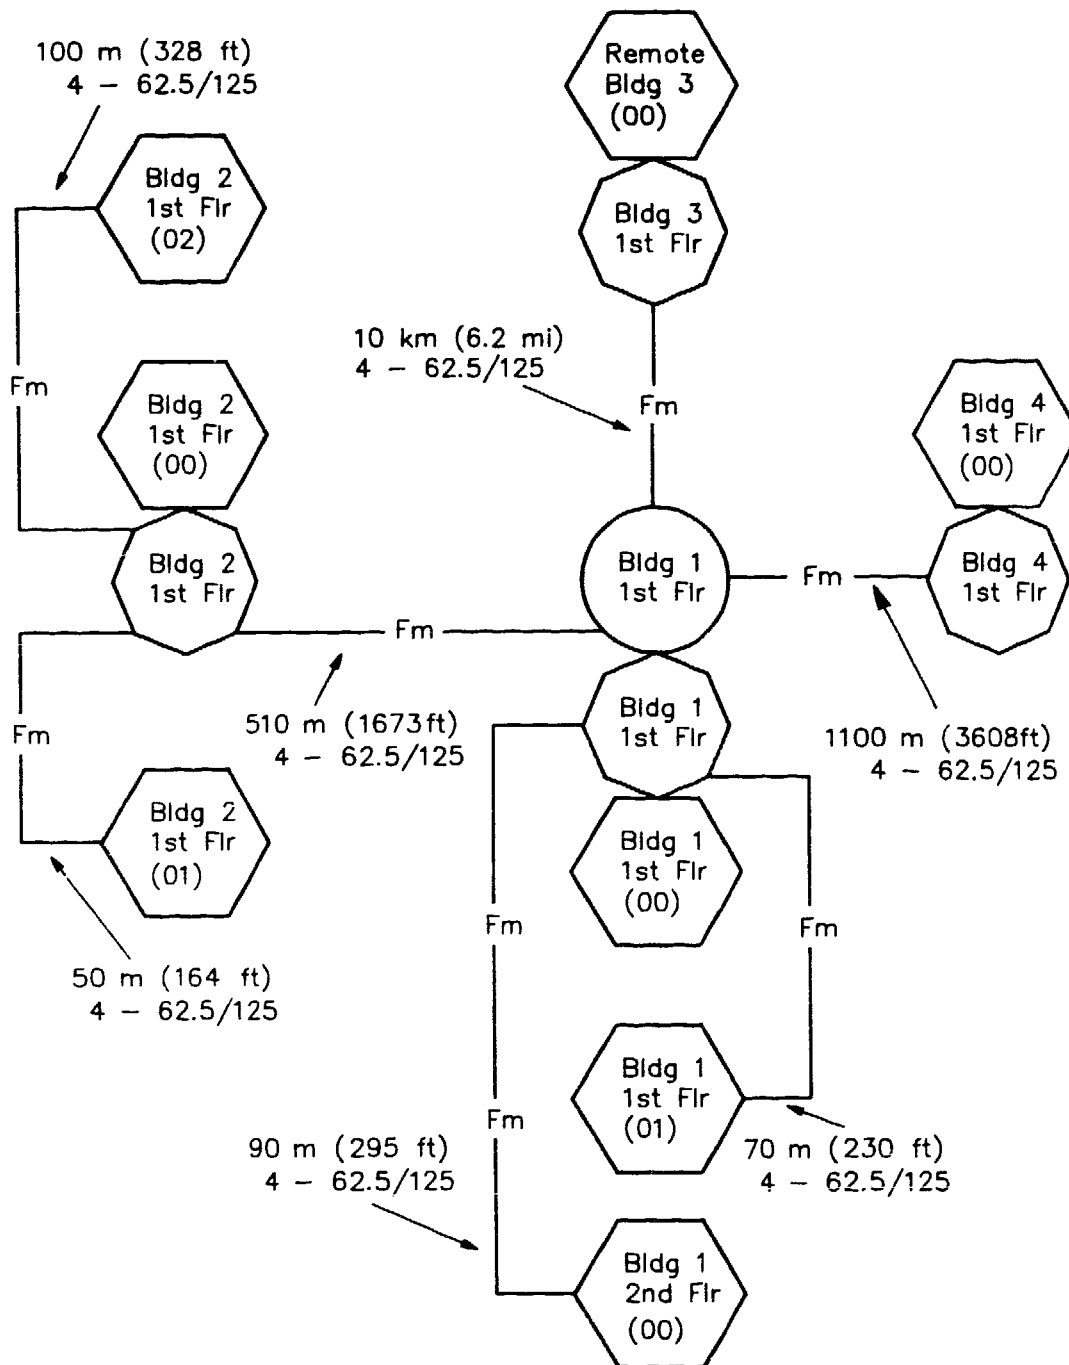 100 m (328 ft)
4 – 62.5/125
Remote
Bldg 3
(00)
Bldg 2
1st Flr
(02)
Bldg 3
1st Flr
10 km (6.2 mi)
4 – 62.5/125
Fm
Fm
Bldg 2
1st Flr
(00)
Bldg 4
1st Flr
(00)
Bldg 2
1st Flr
Bldg 1
1st Flr
Fm
Bldg 4
1st Flr
Fm
510 m (1673ft)
4 – 62.5/125
Bldg 1
1st Flr
1100 m (3608ft)
4 – 62.5/125
Fm
Bldg 2
1st Flr
(01)
Bldg 1
1st Flr
(00)
Fm
Fm
50 m (164 ft)
4 – 62.5/125
Bldg 1
1st Flr
(01)
Fm
90 m (295 ft)
4 – 62.5/125
70 m (230 ft)
4 – 62.5/125
Bldg 1
2nd Flr
(00)